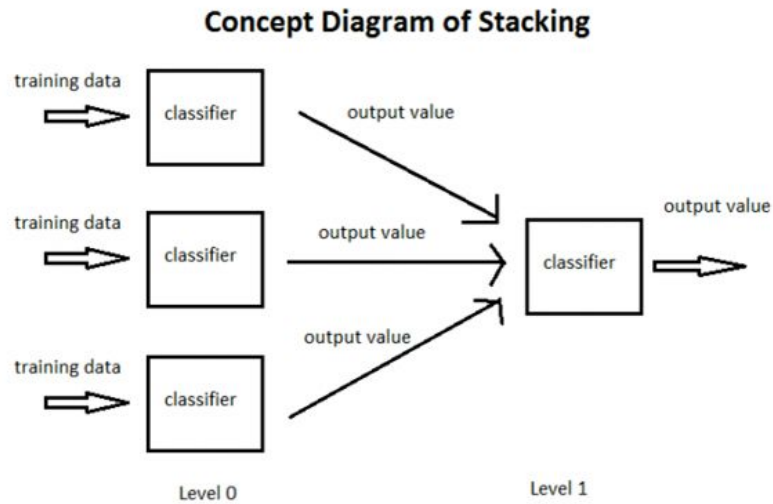 Concept Diagram of Stacking
training data
classifier
output value
training data
classifier
output value
output value
classifier
training data
classifier
output value
Level 0
Level 1